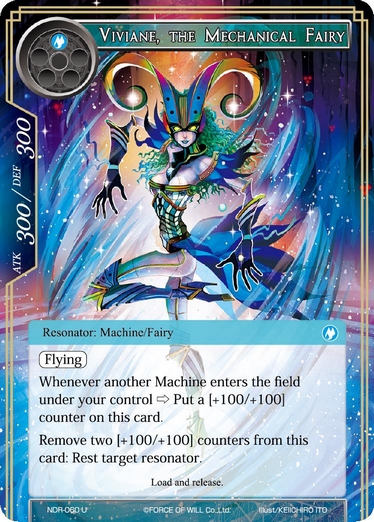 Viviane, the Mechanical Fairy
ATK 300 / DEF 300
Resonator: Machine/Fairy
Flying
Whenever another Machine enters the field
under your control ⇨ Put a [+100/+100]
counter on this card.
Remove two [+100/+100] counters from this
card: Rest target resonator.
Load and release.
NDR-060 U ©FORCE OF WILL Co.,Ltd. Illust/KEIICHIRO ITO